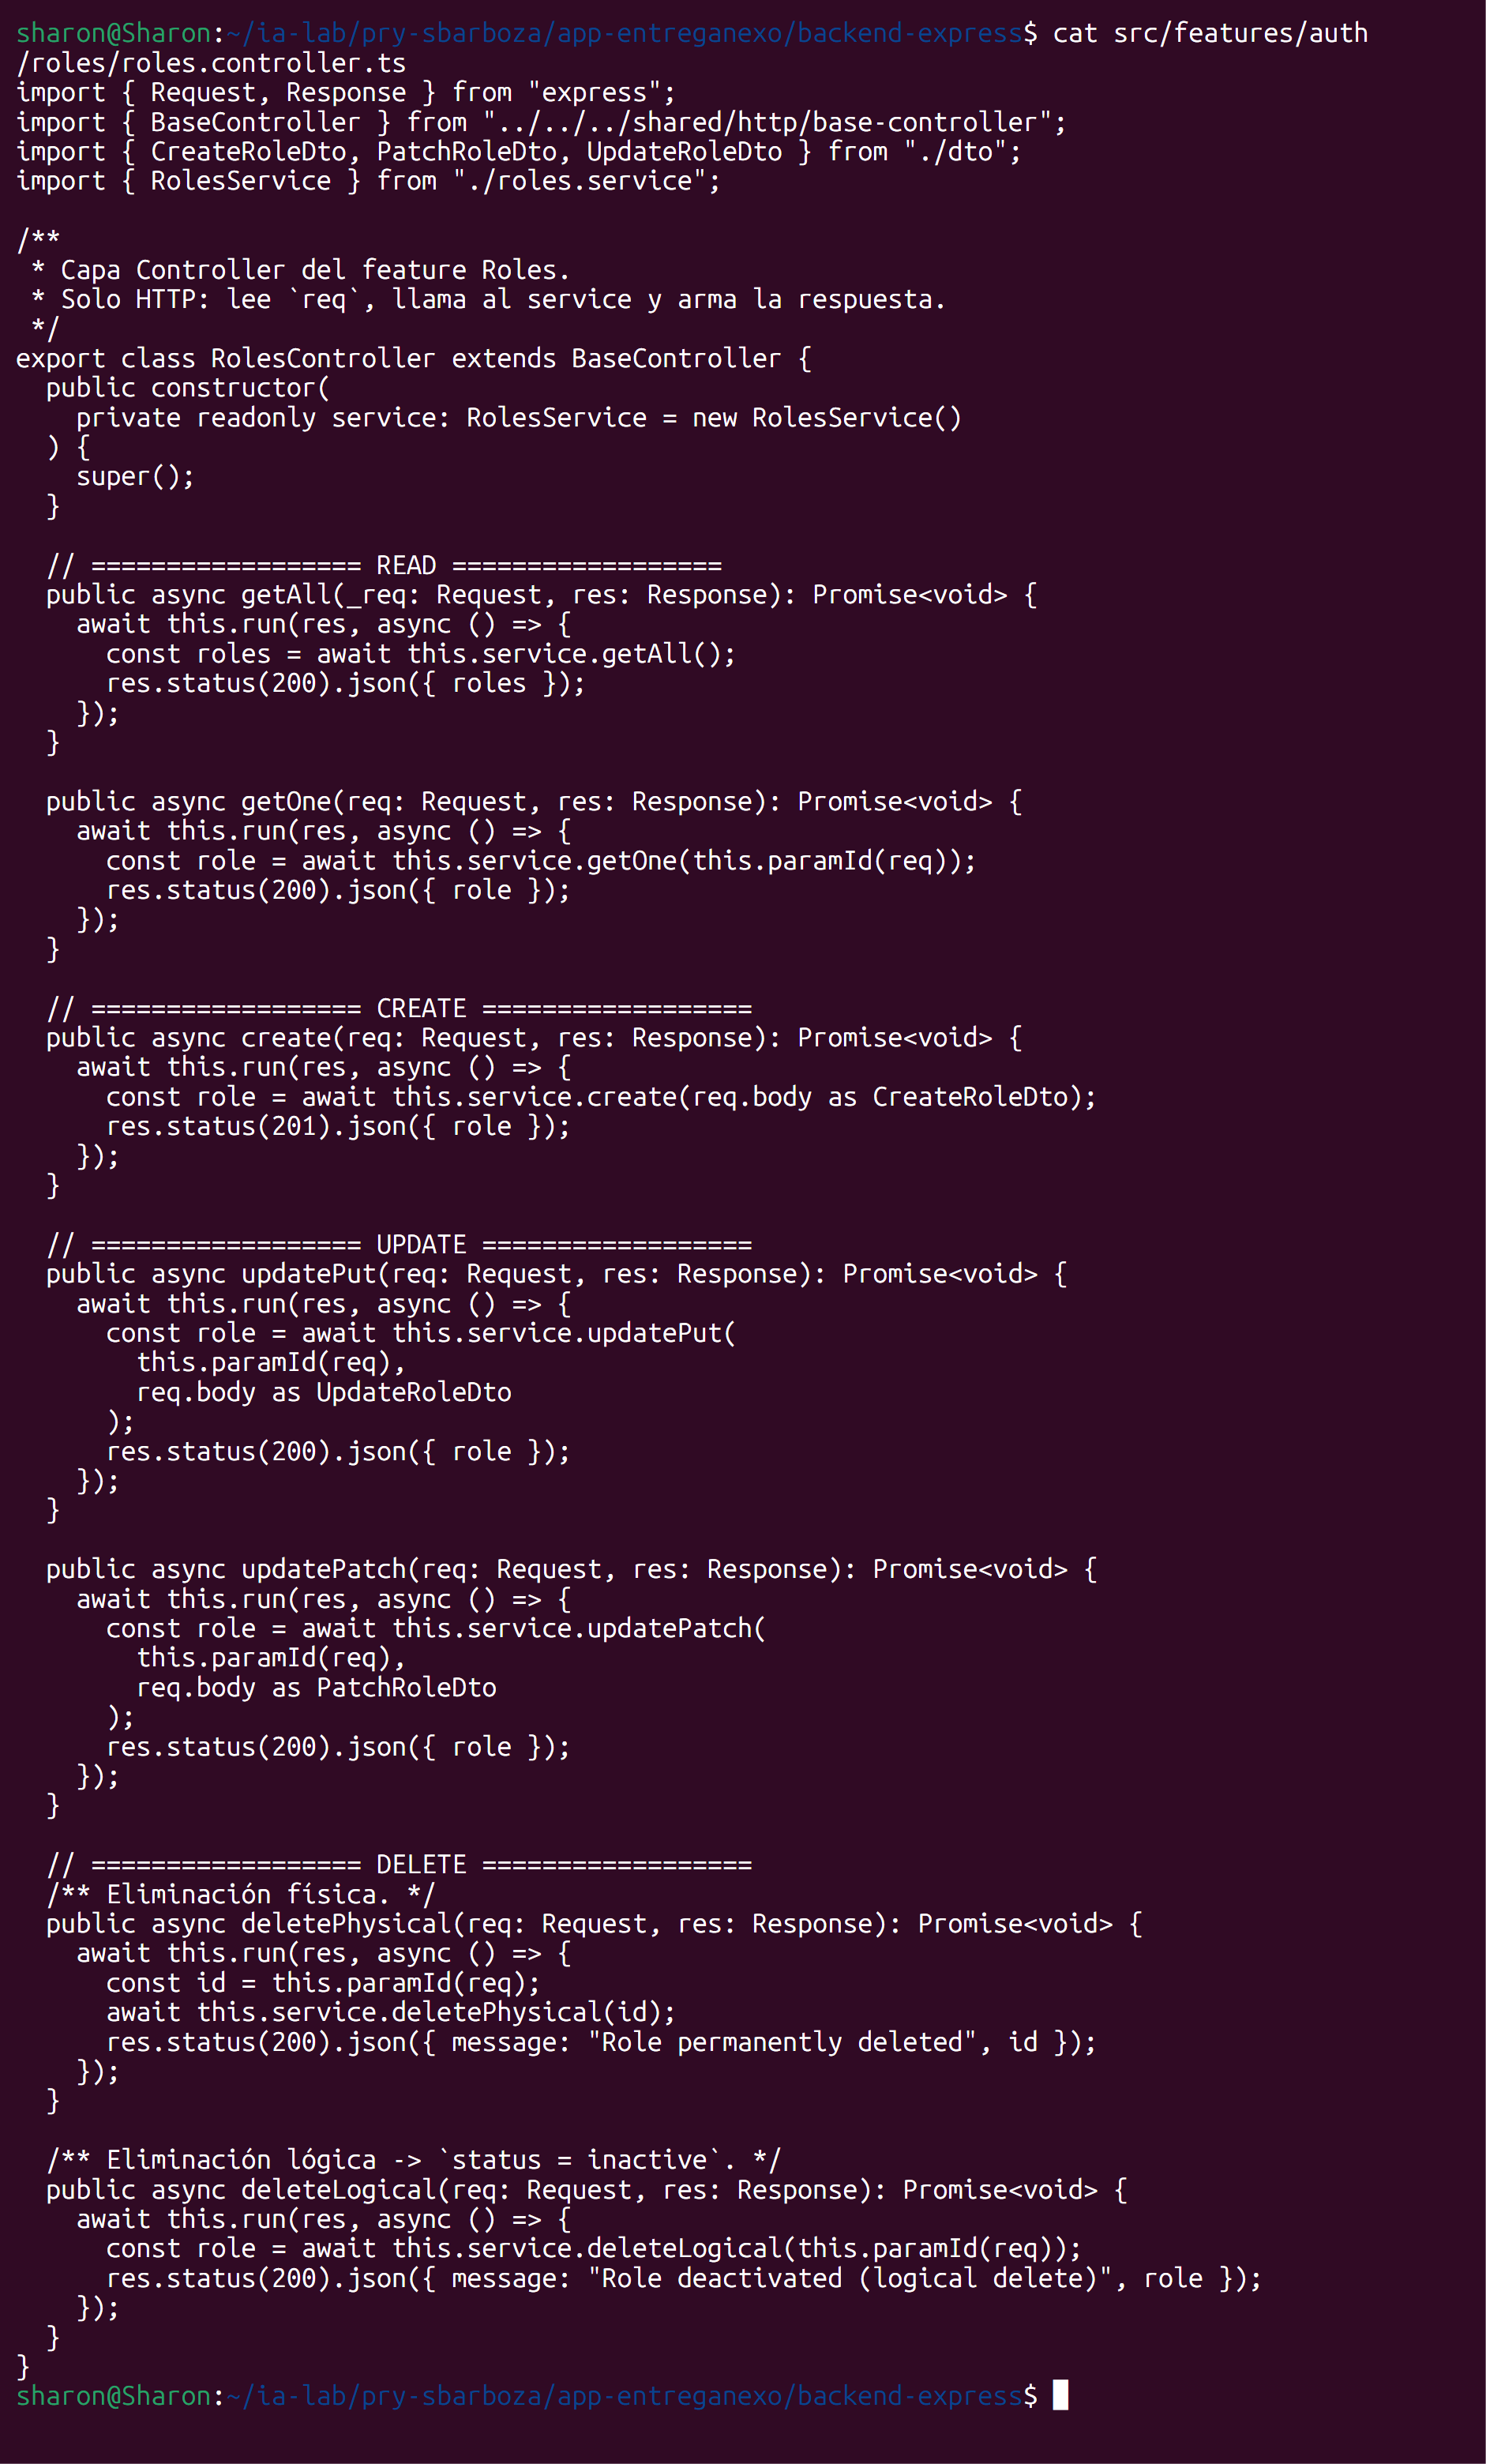 sharon@Sharon:~/ia-lab/pry-sbarboza/app-entreganexo/backend-express$ cat src/features/auth
/roles/roles.controller.ts
import { Request, Response } from "express";
import { BaseController } from "../../../shared/http/base-controller";
import { CreateRoleDto, PatchRoleDto, UpdateRoleDto } from "./dto";
import { RolesService } from "./roles.service";

/**
 * Capa Controller del feature Roles.
 * Solo HTTP: lee `req`, llama al service y arma la respuesta.
 */
export class RolesController extends BaseController {
  public constructor(
    private readonly service: RolesService = new RolesService()
  ) {
    super();
  }

  // ================== READ ==================
  public async getAll(_req: Request, res: Response): Promise<void> {
    await this.run(res, async () => {
      const roles = await this.service.getAll();
      res.status(200).json({ roles });
    });
  }

  public async getOne(req: Request, res: Response): Promise<void> {
    await this.run(res, async () => {
      const role = await this.service.getOne(this.paramId(req));
      res.status(200).json({ role });
    });
  }

  // ================== CREATE ==================
  public async create(req: Request, res: Response): Promise<void> {
    await this.run(res, async () => {
      const role = await this.service.create(req.body as CreateRoleDto);
      res.status(201).json({ role });
    });
  }

  // ================== UPDATE ==================
  public async updatePut(req: Request, res: Response): Promise<void> {
    await this.run(res, async () => {
      const role = await this.service.updatePut(
        this.paramId(req),
        req.body as UpdateRoleDto
      );
      res.status(200).json({ role });
    });
  }

  public async updatePatch(req: Request, res: Response): Promise<void> {
    await this.run(res, async () => {
      const role = await this.service.updatePatch(
        this.paramId(req),
        req.body as PatchRoleDto
      );
      res.status(200).json({ role });
    });
  }

  // ================== DELETE ==================
  /** Eliminación física. */
  public async deletePhysical(req: Request, res: Response): Promise<void> {
    await this.run(res, async () => {
      const id = this.paramId(req);
      await this.service.deletePhysical(id);
      res.status(200).json({ message: "Role permanently deleted", id });
    });
  }

  /** Eliminación lógica -> `status = inactive`. */
  public async deleteLogical(req: Request, res: Response): Promise<void> {
    await this.run(res, async () => {
      const role = await this.service.deleteLogical(this.paramId(req));
      res.status(200).json({ message: "Role deactivated (logical delete)", role });
    });
  }
}
sharon@Sharon:~/ia-lab/pry-sbarboza/app-entreganexo/backend-express$